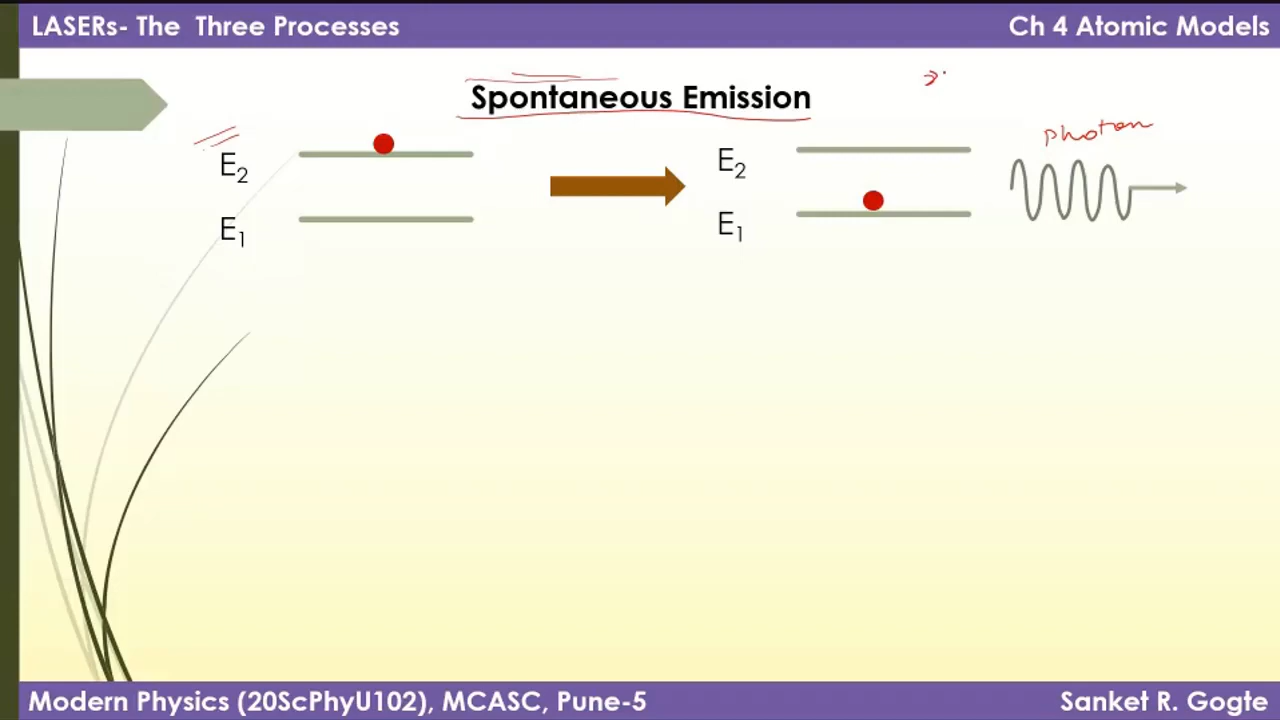 LASERs- The Three Processes
Ch 4 Atomic Models
Spontaneous Emission
photon
E2
E1
E2
E1
Modern Physics (20ScPhyU102), MCASC, Pune-5
Sanket R. Gogte